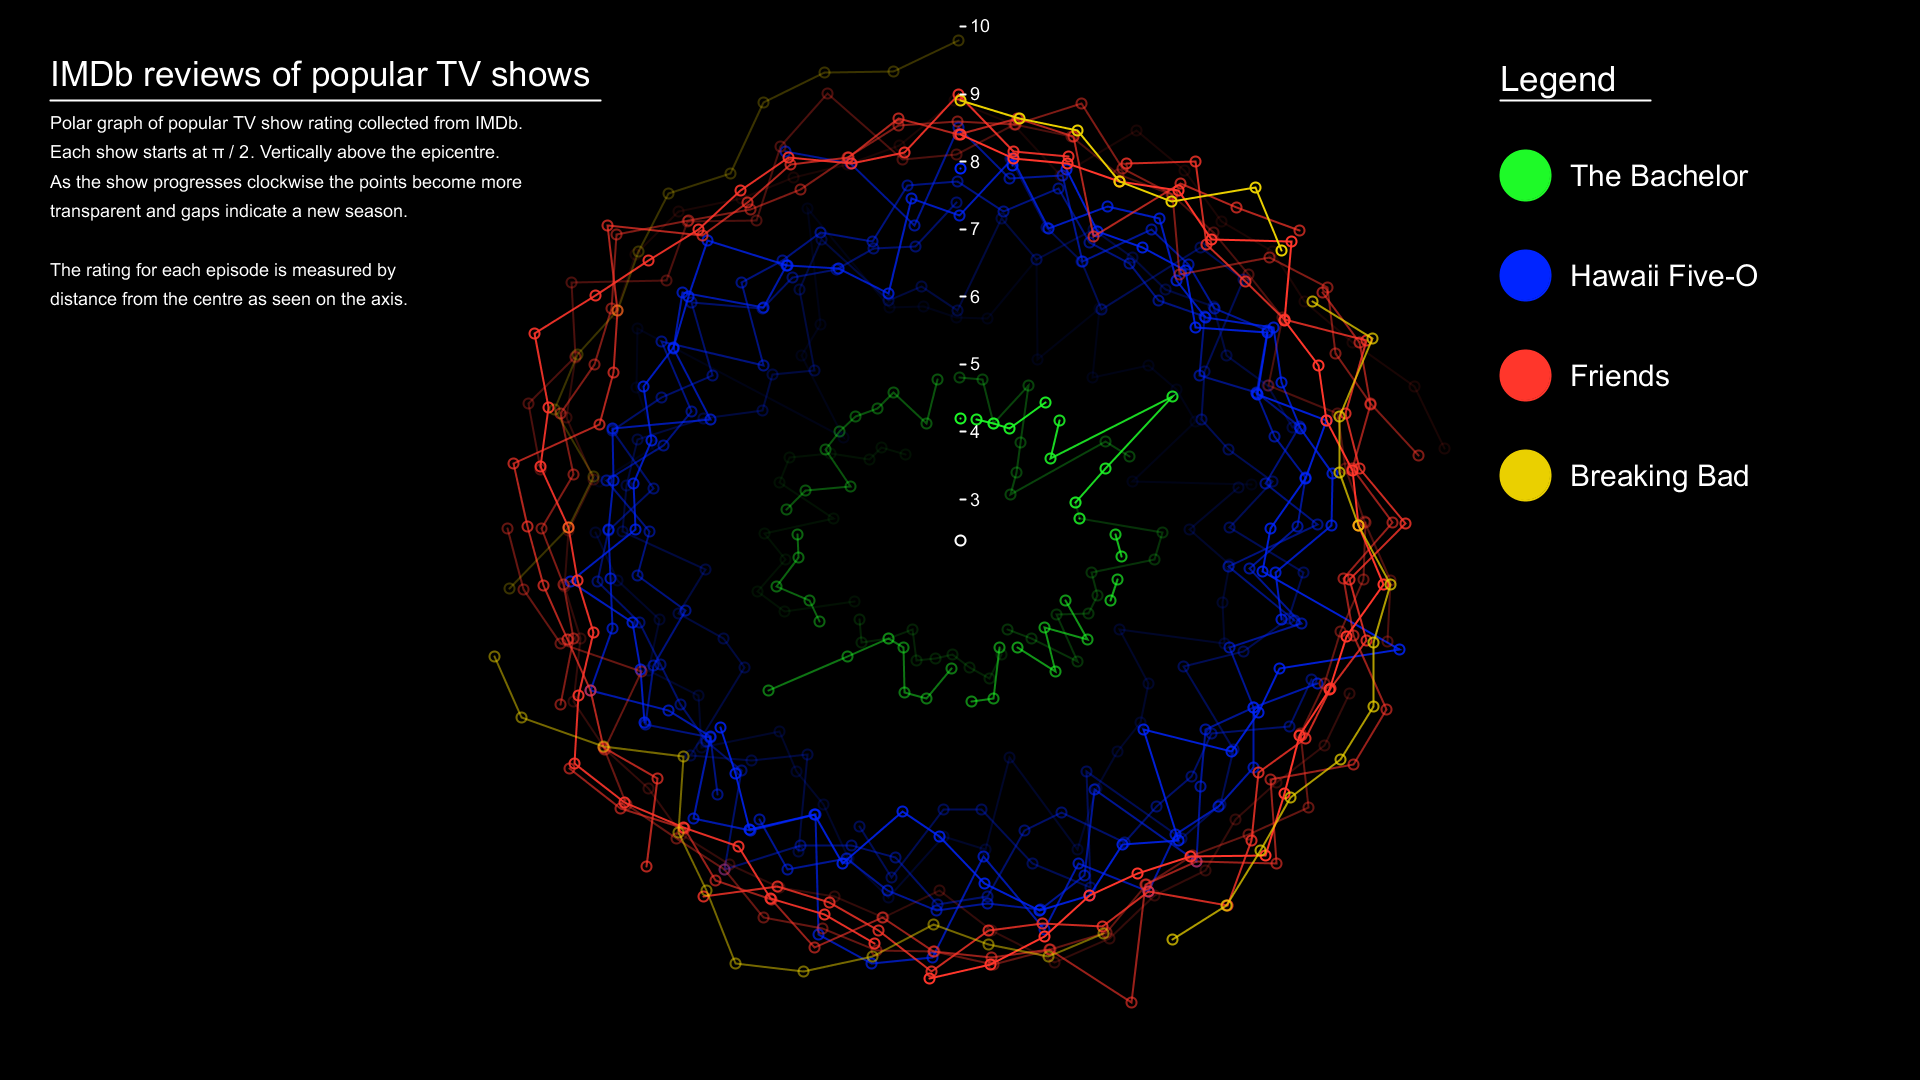 IMDb reviews of popular TV shows
Polar graph of popular TV show rating collected from IMDb.
Each show starts at π / 2. Vertically above the epicentre.
As the show progresses clockwise the points become more
transparent and gaps indicate a new season.
The rating for each episode is measured by
distance from the centre as seen on the axis.
10
9
8
7
6
5
4
3
Legend
The Bachelor
Hawaii Five-O
Friends
Breaking Bad